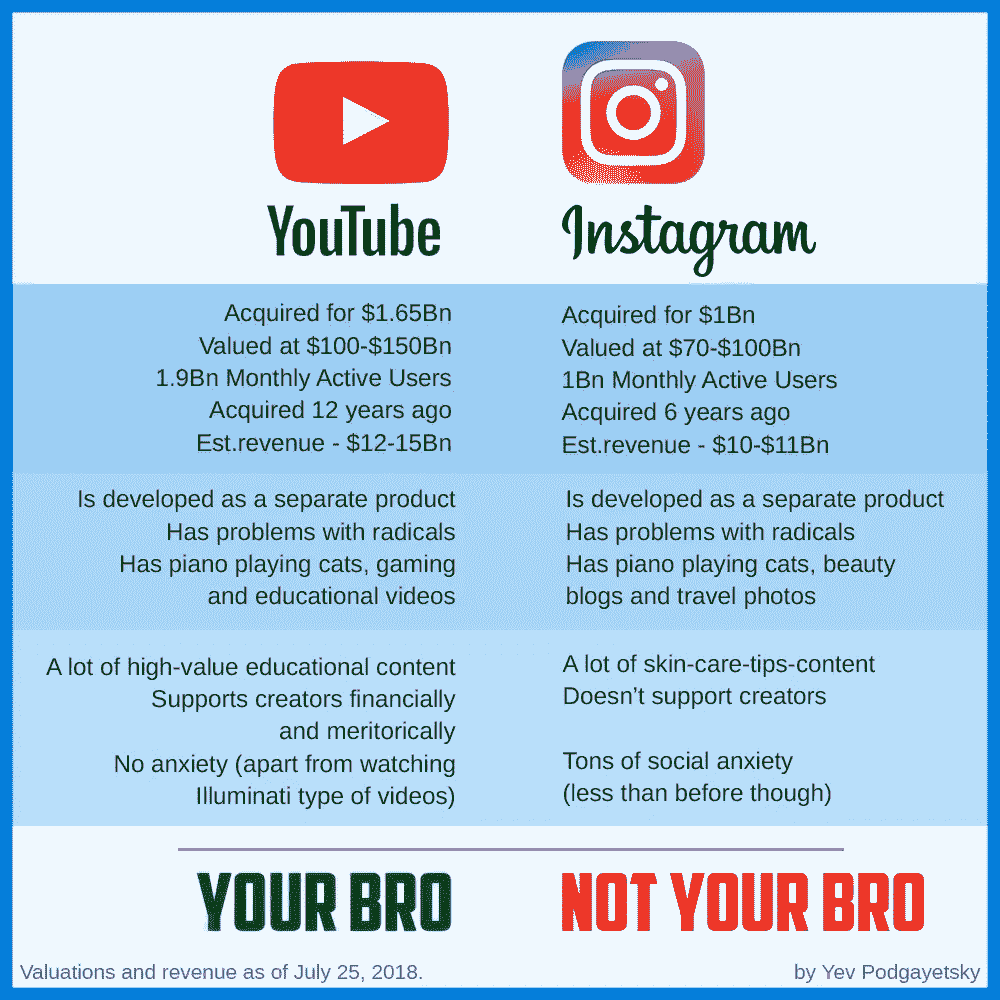 YouTube
Instagram
Acquired for $1.65Bn
Valued at $100-$150Bn
1.9Bn Monthly Active Users
Acquired 12 years ago
Est.revenue - $12-15Bn
Acquired for $1Bn
Valued at $70-$100Bn
1Bn Monthly Active Users
Acquired 6 years ago
Est.revenue - $10-$11Bn
Is developed as a separate product
Has problems with radicals
Has piano playing cats, gaming
and educational videos
Is developed as a separate product
Has problems with radicals
Has piano playing cats, beauty
blogs and travel photos
A lot of high-value educational content
Supports creators financially
and meritorically
No anxiety (apart from watching
Illuminati type of videos)
A lot of skin-care-tips-content
Doesn't support creators
Tons of social anxiety
(less than before though)
YOUR BRO
NOT YOUR BRO
Valuations and revenue as of July 25, 2018.
by Yev Podgayetsky